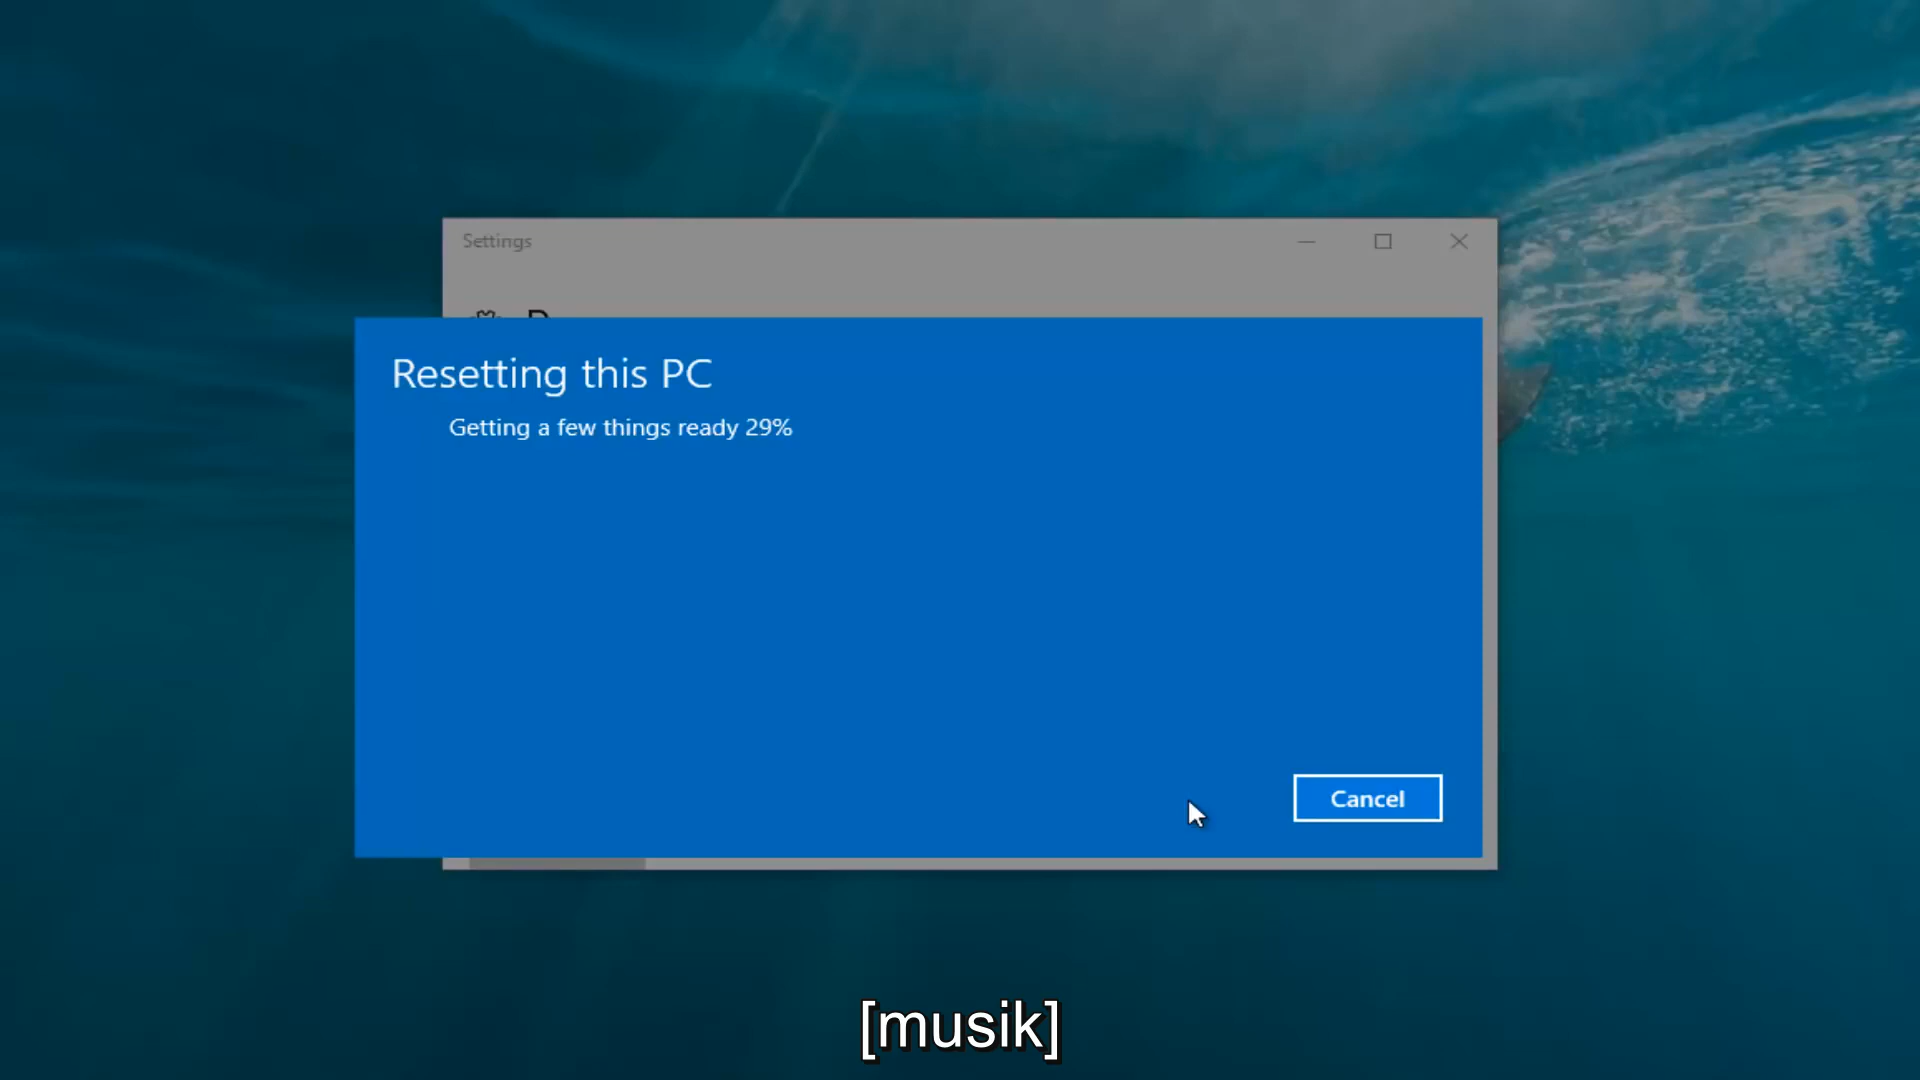 Settings
Resetting this PC
Getting a few things ready 29%
Cancel
[musik]